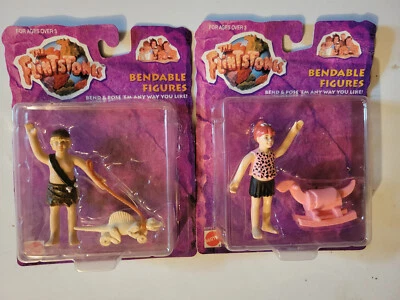 FOR AGES OVER 3
The
FLINTSTONES
BENDABLE
FIGURES
BEND & POSE 'EM ANY WAY YOU LIKE!
FOR AGES OVER 3
The
FLINTSTONES
BENDABLE
FIGURES
BEND & POSE 'EM ANY WAY YOU LIKE!
MATTEL